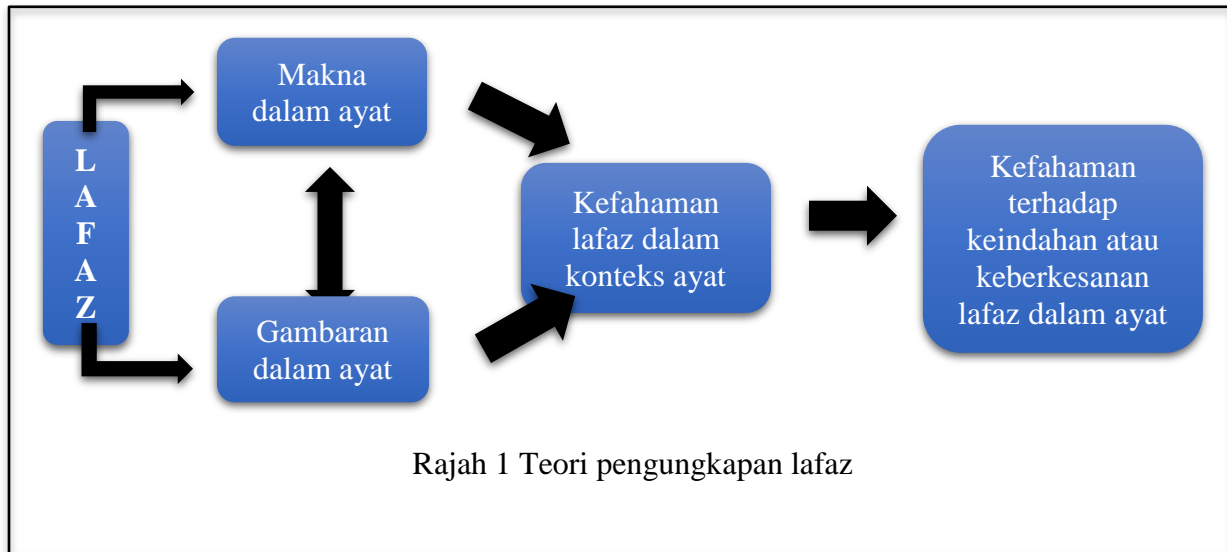 L
A
F
A
Z
Makna
dalam ayat
Gambaran
dalam ayat
Kefahaman
lafaz dalam
konteks ayat
Kefahaman
terhadap
keindahan atau
keberkesanan
lafaz dalam ayat
Rajah 1 Teori pengungkapan lafaz